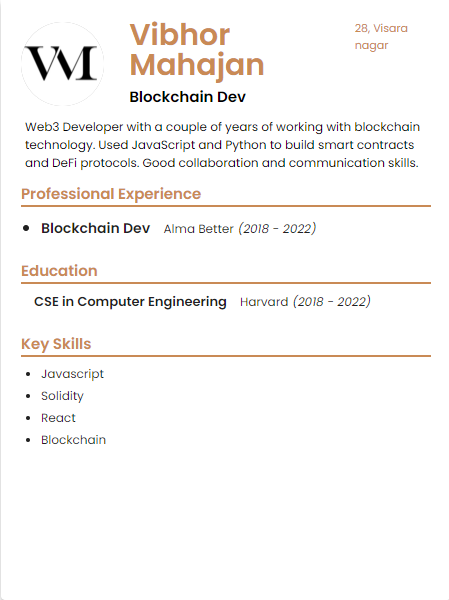 VM
Vibhor
Mahajan
Blockchain Dev
28, Visara
nagar
Web3 Developer with a couple of years of working with blockchain
technology. Used JavaScript and Python to build smart contracts
and DeFi protocols. Good collaboration and communication skills.
Professional Experience
• Blockchain Dev Alma Better (2018 - 2022)
Education
CSE in Computer Engineering Harvard (2018 - 2022)
Key Skills
• Javascript
• Solidity
• React
• Blockchain